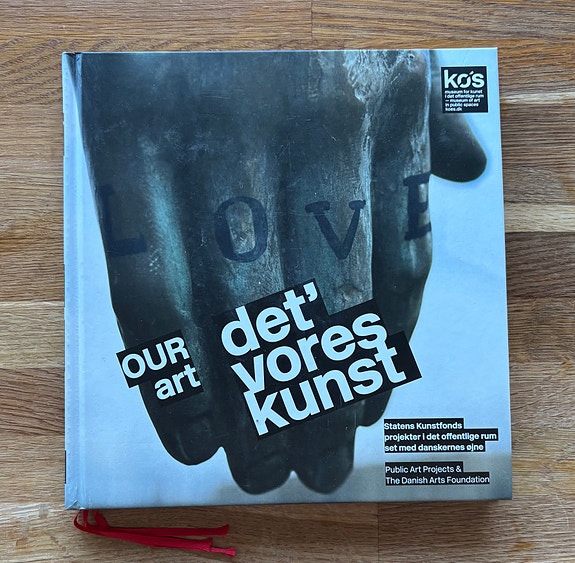 kø's
museum for kunst
i det offentlige rum
– museum of art
in public spaces
koes.dk
LOVE
OUR
art
det'
vores
kunst
Statens Kunstfonds
projekter i det offentlige rum
set med danskernes øjne
Public Art Projects &
The Danish Arts Foundation